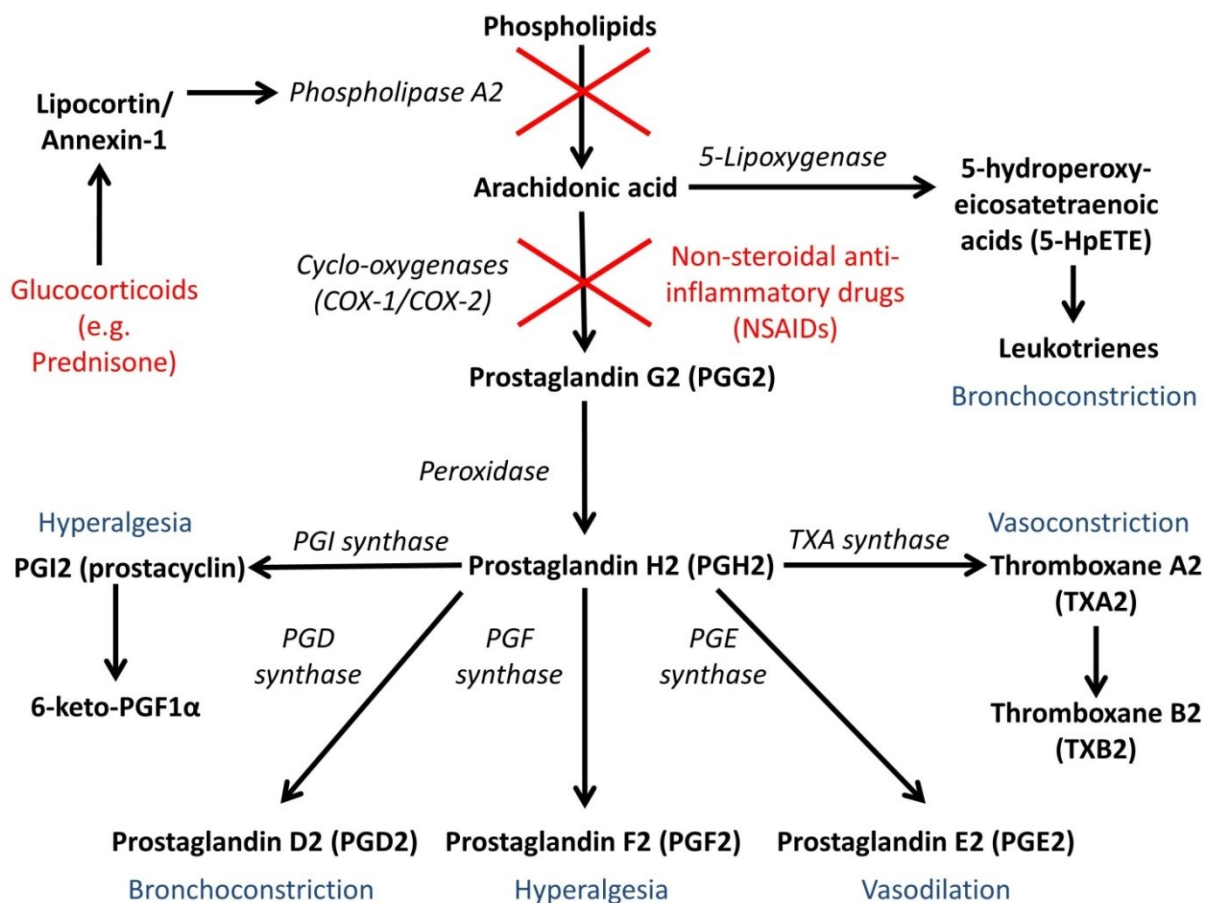 Phospholipids
Phospholipase A2
Lipocortin/
Annexin-1
5-Lipoxygenase
Arachidonic acid
5-hydroperoxy-
eicosatetraenoic
acids (5-HpETE)
Cyclo-oxygenases
(COX-1/COX-2)
Non-steroidal anti-
inflammatory drugs
(NSAIDs)
Glucocorticoids
(e.g.
Prednisone)
Leukotrienes
Bronchoconstriction
Prostaglandin G2 (PGG2)
Peroxidase
Hyperalgesia
PGI2 (prostacyclin)
PGI synthase
Prostaglandin H2 (PGH2)
TXA synthase
Vasoconstriction
Thromboxane A2
(TXA2)
PGD
synthase
PGF
synthase
PGE
synthase
6-keto-PGF1α
Thromboxane B2
(TXB2)
Prostaglandin D2 (PGD2)
Bronchoconstriction
Prostaglandin F2 (PGF2)
Hyperalgesia
Prostaglandin E2 (PGE2)
Vasodilation